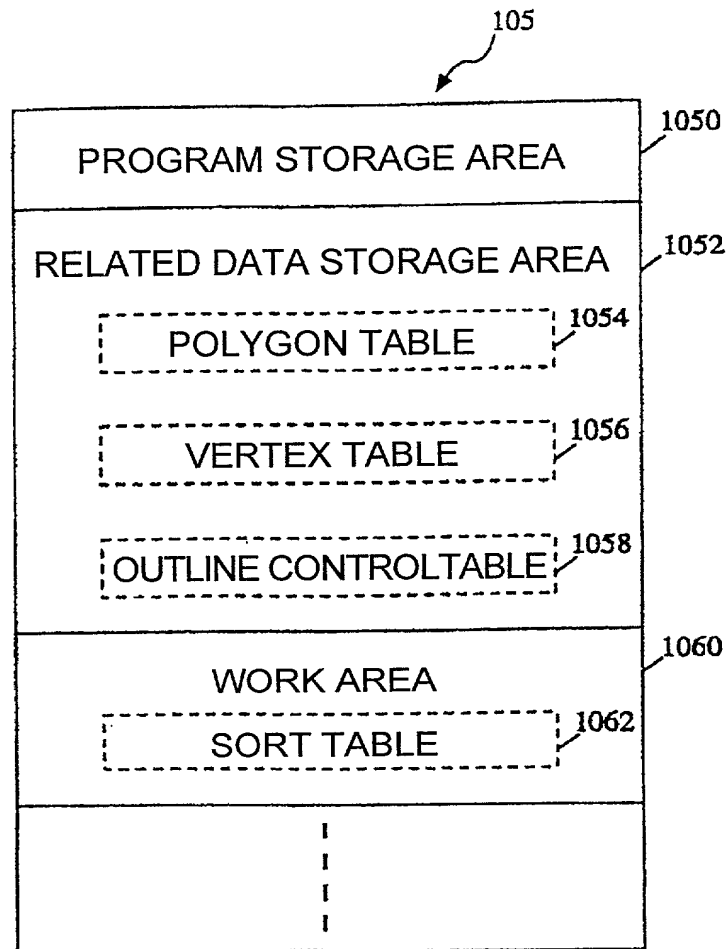 105
1050
PROGRAM STORAGE AREA
1052
RELATED DATA STORAGE AREA
1054
POLYGON TABLE
1056
VERTEX TABLE
1058
OUTLINE CONTROLTABLE
1060
WORK AREA
1062
SORT TABLE